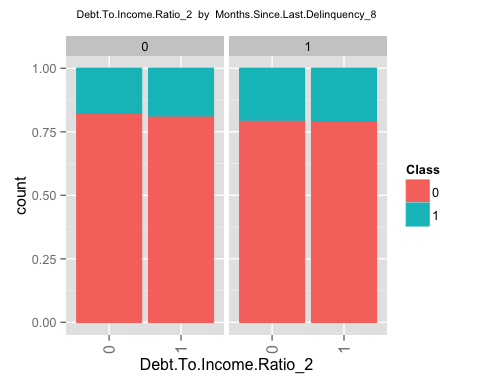 Debt.To.Income.Ratio_2 by Months.Since.Last.Delinquency_8
0 1
1.00
0.75
0.50
0.25
0.00
count
0 1 0 1
Debt.To.Income.Ratio_2
Class
0
1